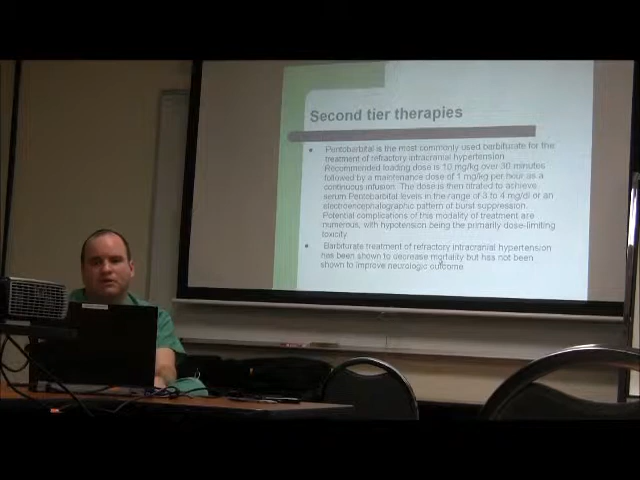 Second tier therapies
Pentobarbital is the most commonly used barbiturate for the
treatment of refractory intracranial hypertension
Recommended loading dose is 10 mg/kg over 30 minutes
followed by a maintenance dose of 1 mg/kg per hour as a
continuous infusion. The dose is then titrated to achieve
serum Pentobarbital levels in the range of 3 to 4 mg/dl or an
electroencephalographic pattern of burst suppression.
Potential complications of this modality of treatment are
numerous, with hypotention being the primarily dose-limiting
toxicity
Barbiturate treatment of refractory intracranial hypertension
has been shown to decrease mortality but has not been
shown to improve neurologic outcome